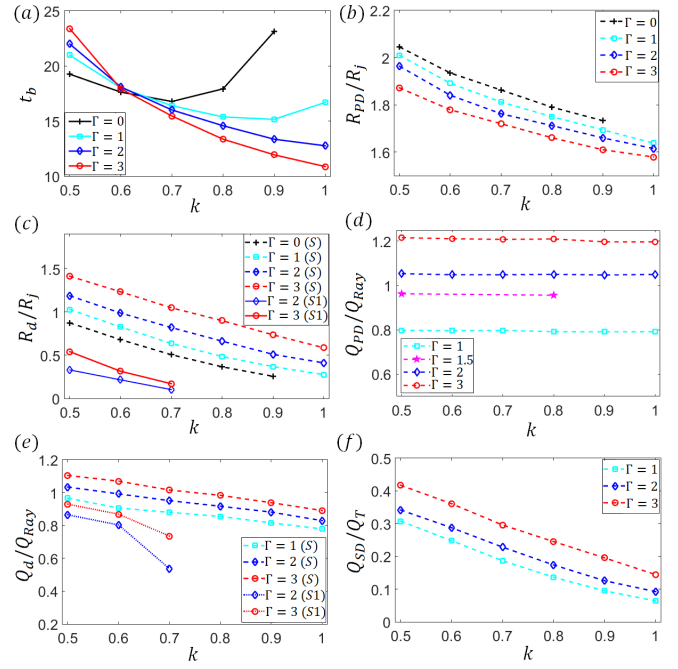 (a)
25
20
15
10
t_b
0.5 0.6 0.7 0.8 0.9 1
k
Γ = 0
Γ = 1
Γ = 2
Γ = 3
(b)
2.2
2
1.8
1.6
R_PD/R_j
0.5 0.6 0.7 0.8 0.9 1
k
Γ = 0
Γ = 1
Γ = 2
Γ = 3
(c)
1.5
1
0.5
0
R_d/R_j
0.5 0.6 0.7 0.8 0.9 1
k
Γ = 0 (S)
Γ = 1 (S)
Γ = 2 (S)
Γ = 3 (S)
Γ = 2 (S1)
Γ = 3 (S1)
(d)
1.2
1
0.8
0.6
Q_PD/Q_Ray
0.5 0.6 0.7 0.8 0.9 1
k
Γ = 1
Γ = 1.5
Γ = 2
Γ = 3
(e)
1.2
1
0.8
0.6
0.4
0.2
Q_d/Q_Ray
0.5 0.6 0.7 0.8 0.9 1
k
Γ = 1 (S)
Γ = 2 (S)
Γ = 3 (S)
Γ = 2 (S1)
Γ = 3 (S1)
(f)
0.5
0.4
0.3
0.2
0.1
0
Q_SD/Q_T
0.5 0.6 0.7 0.8 0.9 1
k
Γ = 1
Γ = 2
Γ = 3